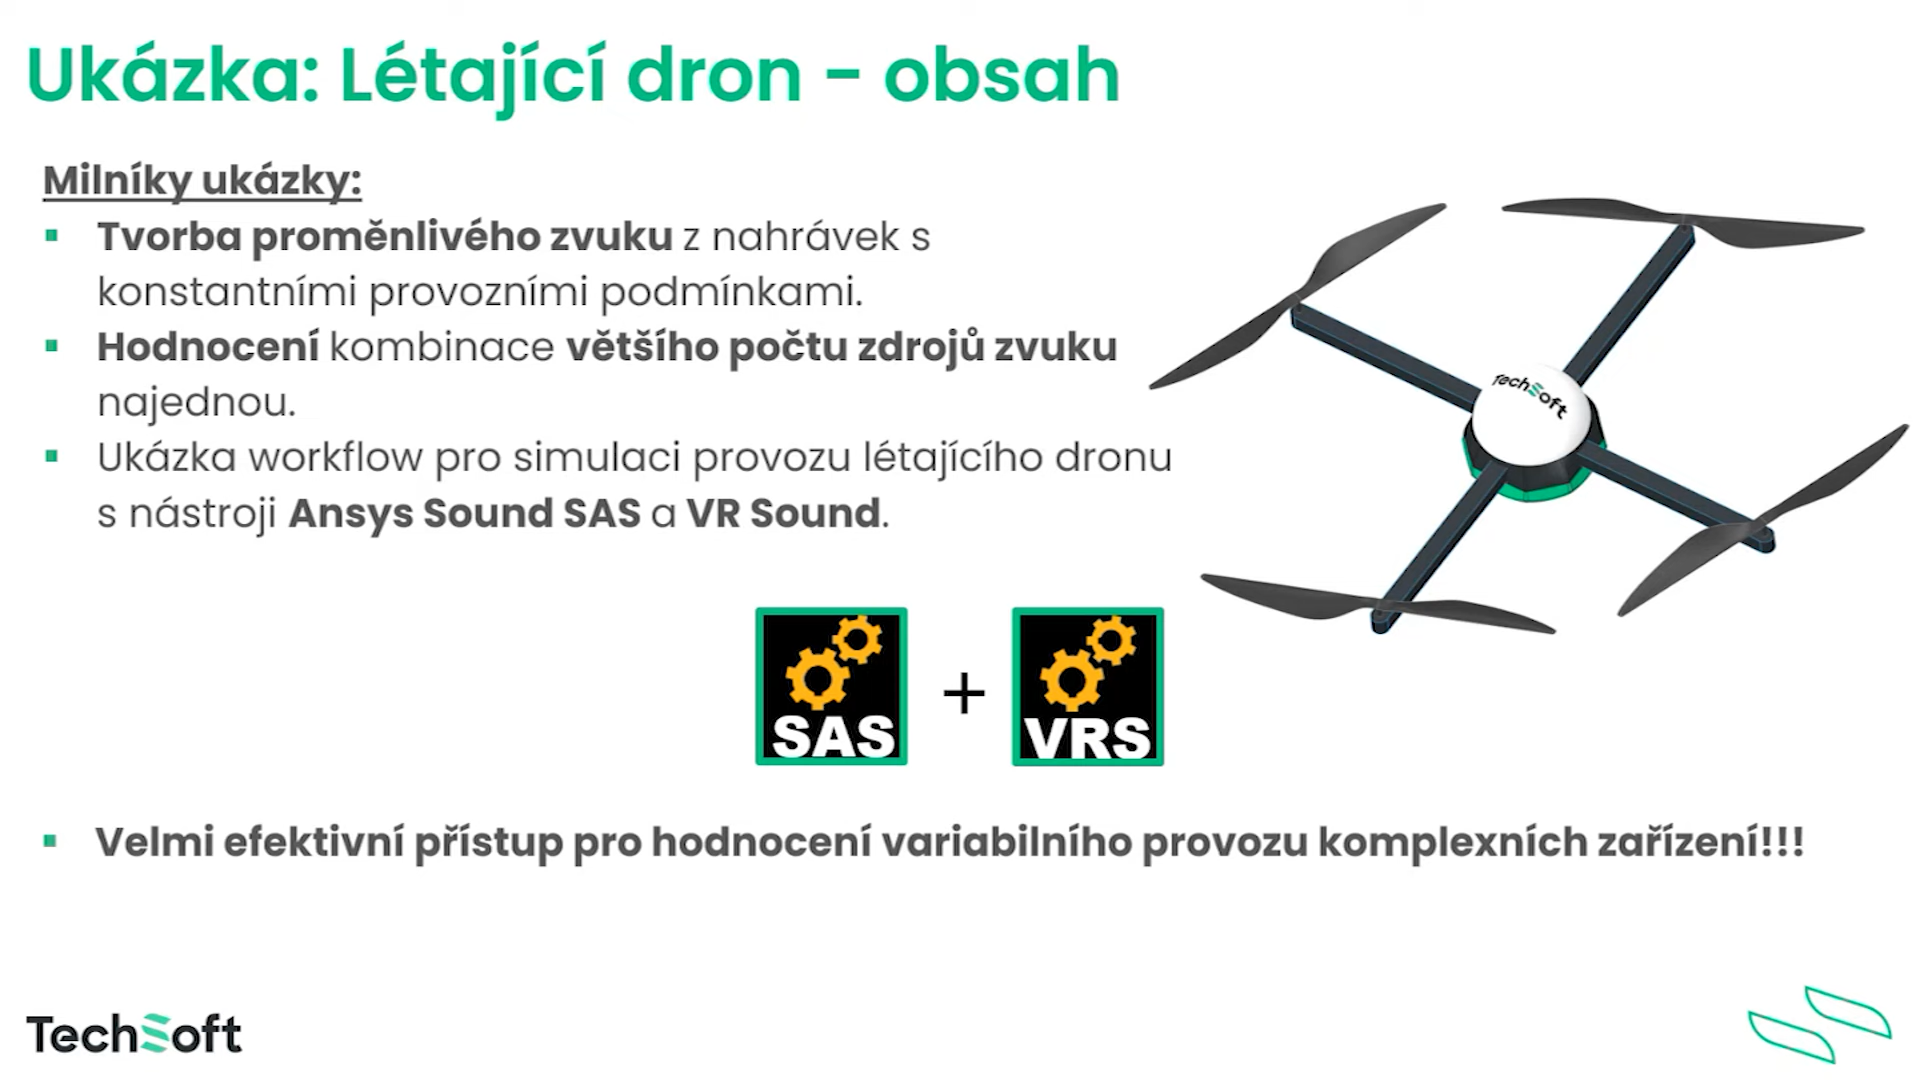 Ukázka: Létající dron - obsah
Milníky ukázky:
Tvorba proměnlivého zvuku z nahrávek s
konstantními provozními podmínkami.
Hodnocení kombinace většího počtu zdrojů zvuku
najednou.
Ukázka workflow pro simulaci provozu létajícího dronu
s nástroji Ansys Sound SAS a VR Sound.
TechSoft
SAS + VRS
Velmi efektivní přístup pro hodnocení variabilního provozu komplexních zařízení!!!
TechSoft